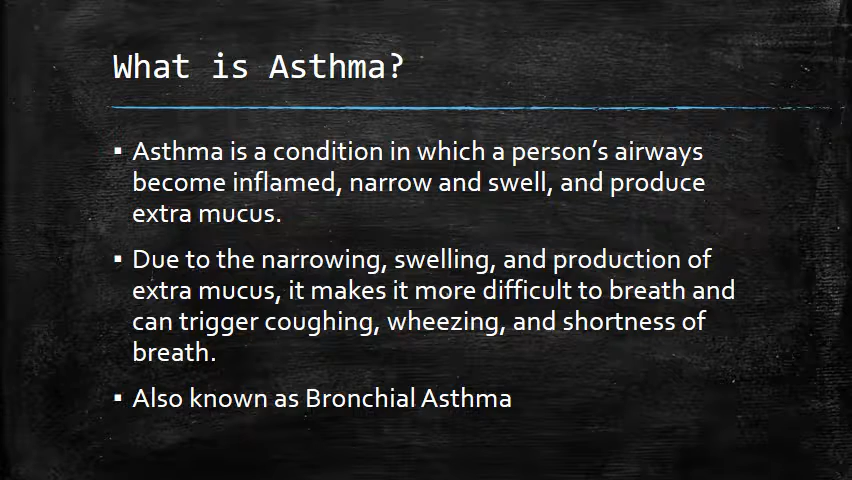 What is Asthma?
▪ Asthma is a condition in which a person’s airways
become inflamed, narrow and swell, and produce
extra mucus.
▪ Due to the narrowing, swelling, and production of
extra mucus, it makes it more difficult to breath and
can trigger coughing, wheezing, and shortness of
breath.
▪ Also known as Bronchial Asthma